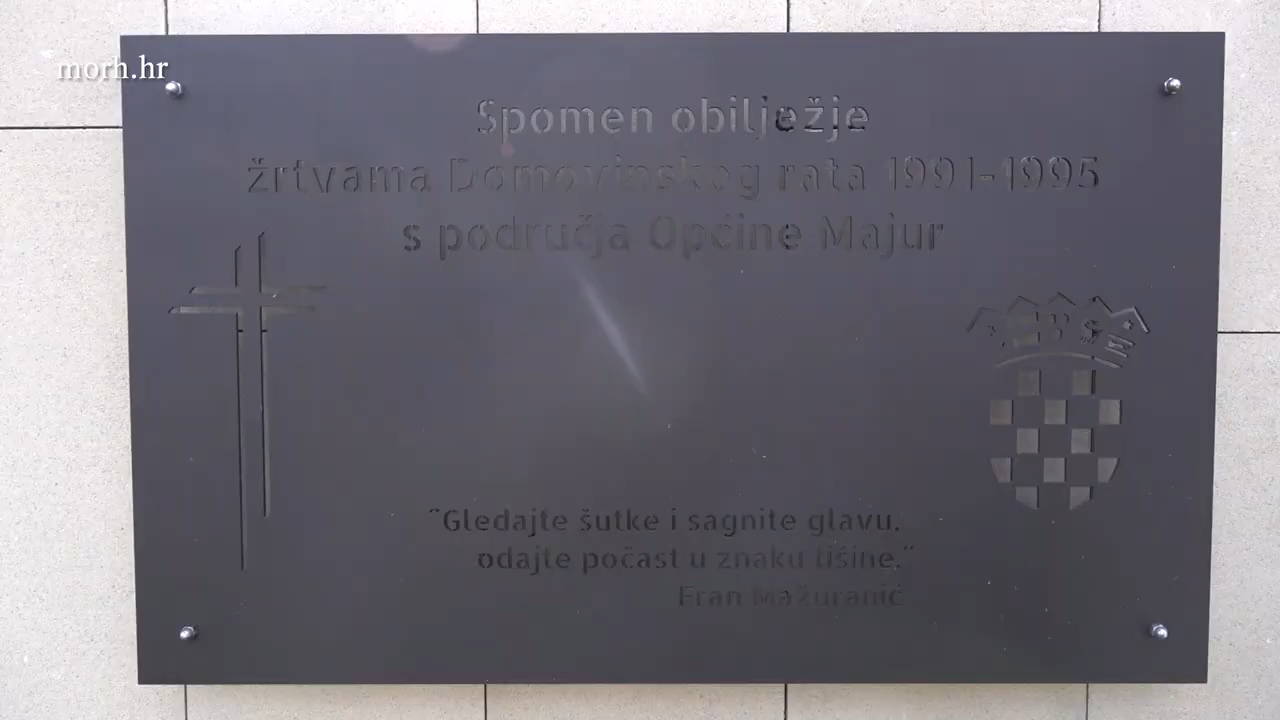 morh.hr
Spomen obilježje
žrtvama Domovinskog rata 1991-1995
s područja Općine Majur
"Gledajte šutke i sagnite glavu,
odajte počast u znaku tišine."
Fran Mažuranić